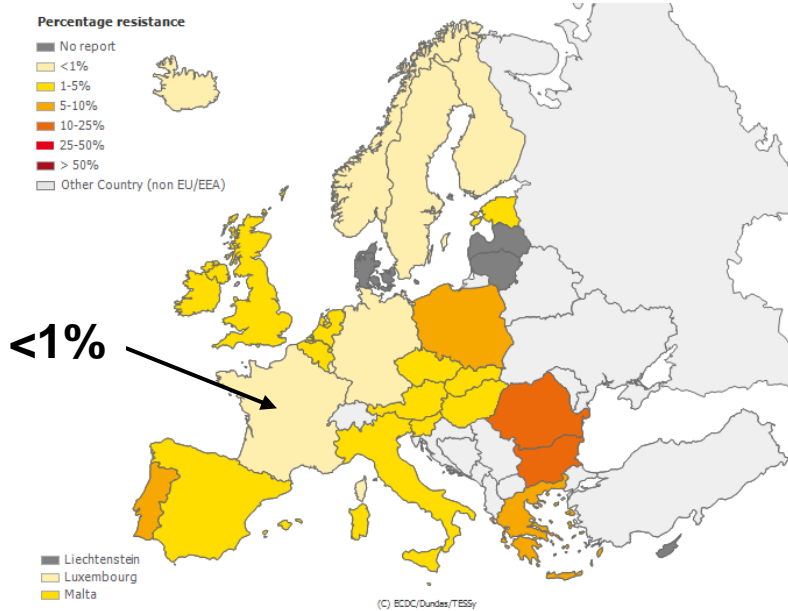 Percentage resistance
No report
<1%
1-5%
5-10%
10-25%
25-50%
> 50%
Other Country (non EU/EEA)
<1%
Liechtenstein
Luxembourg
Malta
(C) ECDC/Dundas/TESSy